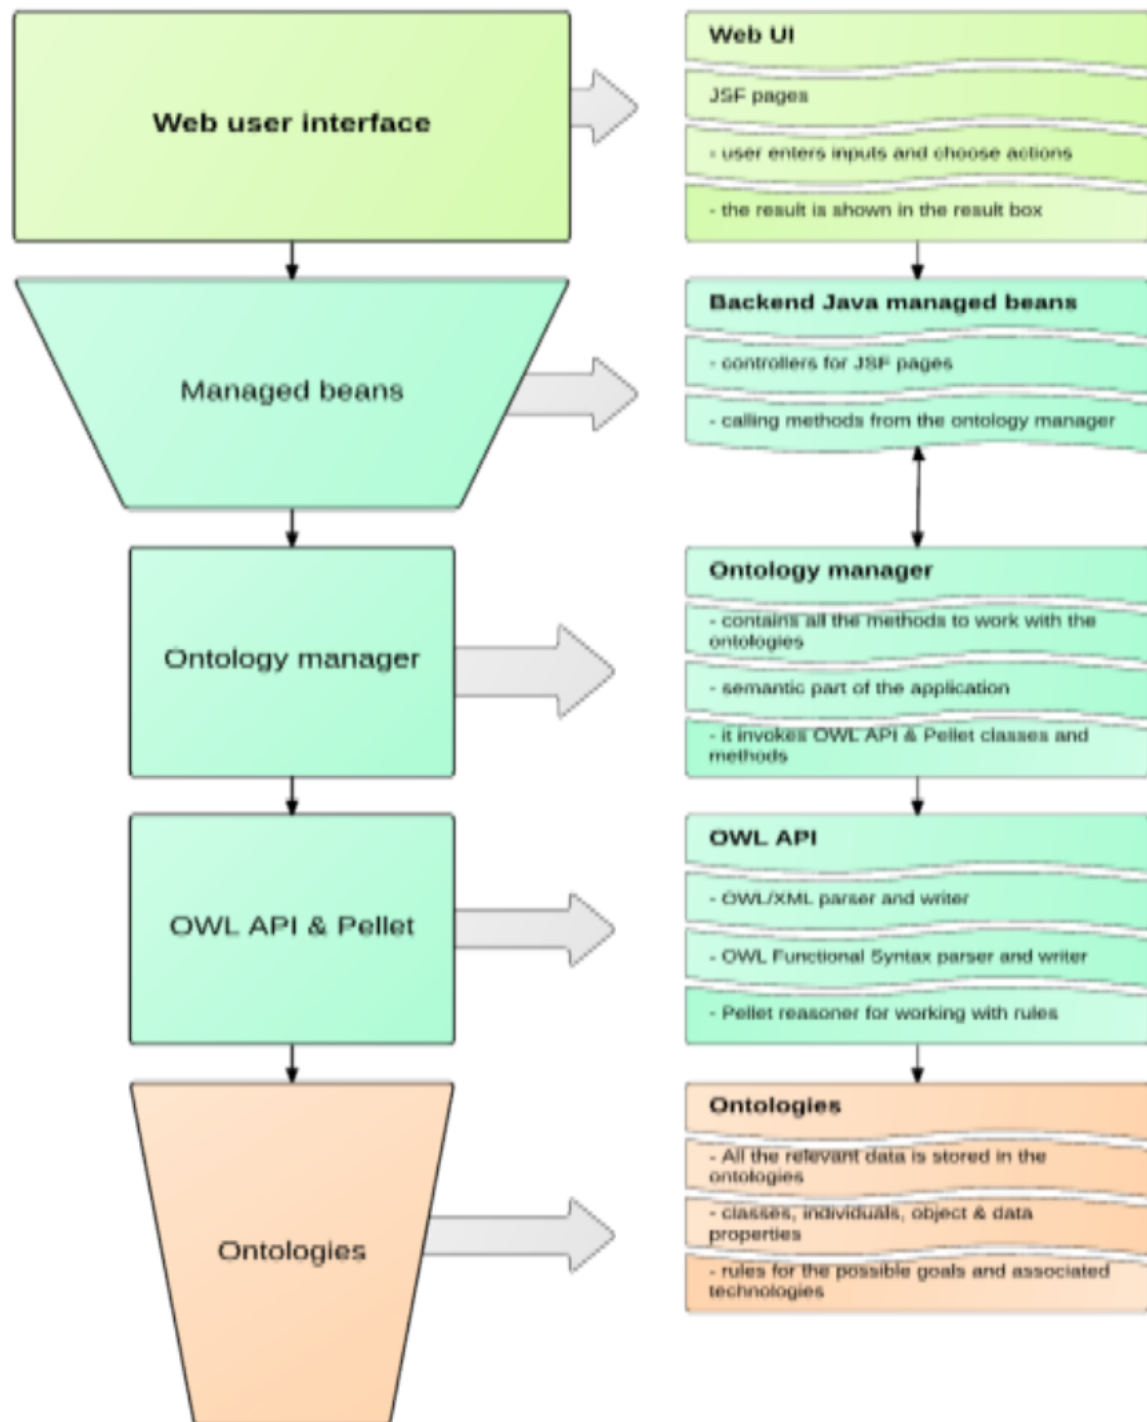 Web user interface
Web UI
JSF pages
- user enters inputs and choose actions
- the result is shown in the result box
Managed beans
Backend Java managed beans
- controllers for JSF pages
- calling methods from the ontology manager
Ontology manager
Ontology manager
- contains all the methods to work with the
ontologies
- semantic part of the application
- it invokes OWL API & Pellet classes and
methods
OWL API & Pellet
OWL API
- OWL/XML parser and writer
- OWL Functional Syntax parser and writer
- Pellet reasoner for working with rules
Ontologies
Ontologies
- All the relevant data is stored in the
ontologies
- classes, individuals, object & data
properties
- rules for the possible goals and associated
technologies